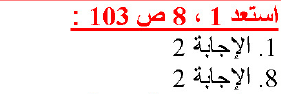 استعد 1 ، 8 ص 103 :
1. الإجابة 2
8. الإجابة 2